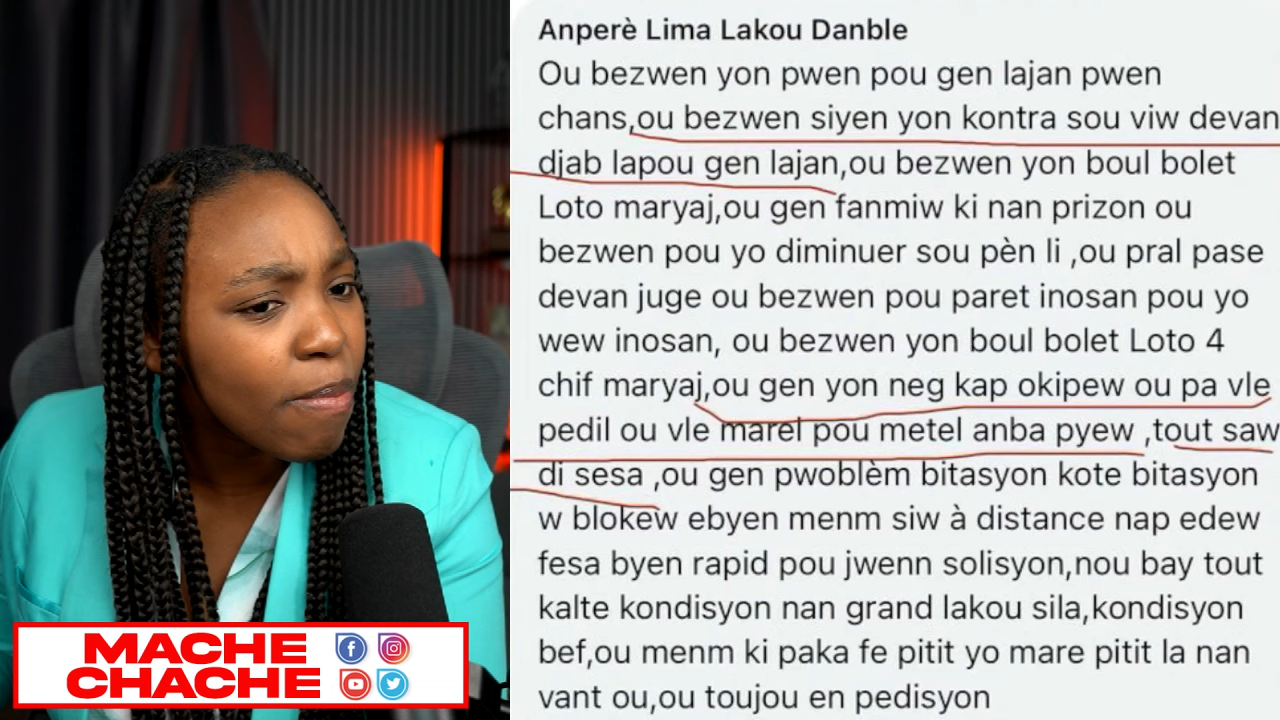 Anperè Lima Lakou Danble
Ou bezwen yon pwen pou gen lajan pwen
chans,ou bezwen siyen yon kontra sou viw devan
djab lapou gen lajan,ou bezwen yon boul bolet
Loto maryaj,ou gen fanmiw ki nan prizon ou
bezwen pou yo diminuer sou pèn li ,ou pral pase
devan juge ou bezwen pou paret inosan pou yo
wew inosan, ou bezwen yon boul bolet Loto 4
chif maryaj,ou gen yon neg kap okipew ou pa vle
pedil ou vle marel pou metel anba pyew ,tout saw
di sesa ,ou gen pwoblèm bitasyon kote bitasyon
w blokew ebyen menm siw à distance nap edew
fesa byen rapid pou jwenn solisyon,nou bay tout
kalte kondisyon nan grand lakou sila,kondisyon
bef,ou menm ki paka fe pitit yo mare pitit la nan
vant ou,ou toujou en pedisyon
MACHE
CHACHE